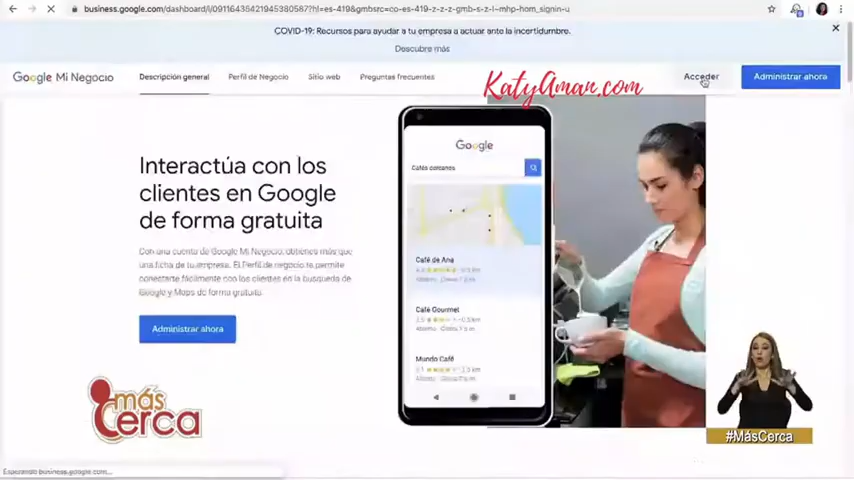 business.google.com/dashboard/l/09116435421945380587?hl=es-419&gmbsrc=co-es-419-z-z-z-gmb-s-z-l-mhp-hom_signin-u
COVID-19: Recursos para ayudar a tu empresa a actuar ante la incertidumbre.
Descubre más
Google Mi Negocio
Descripción general
Perfil de Negocio
Sitio web
Preguntas frecuentes
KatyAman.com
Acceder
Administrar ahora
Interactúa con los
clientes en Google
de forma gratuita
Con una cuenta de Google Mi Negocio, obtienes más que
una ficha de tu empresa. El Perfil de negocio te permite
conectarte fácilmente con los clientes en la búsqueda de
Google y Maps de forma gratuita.
Administrar ahora
Google
Cafés cercanos
Café de Ana
Café Gourmet
Mundo Café
más
Cerca
#MásCerca
Esperando business.google.com...